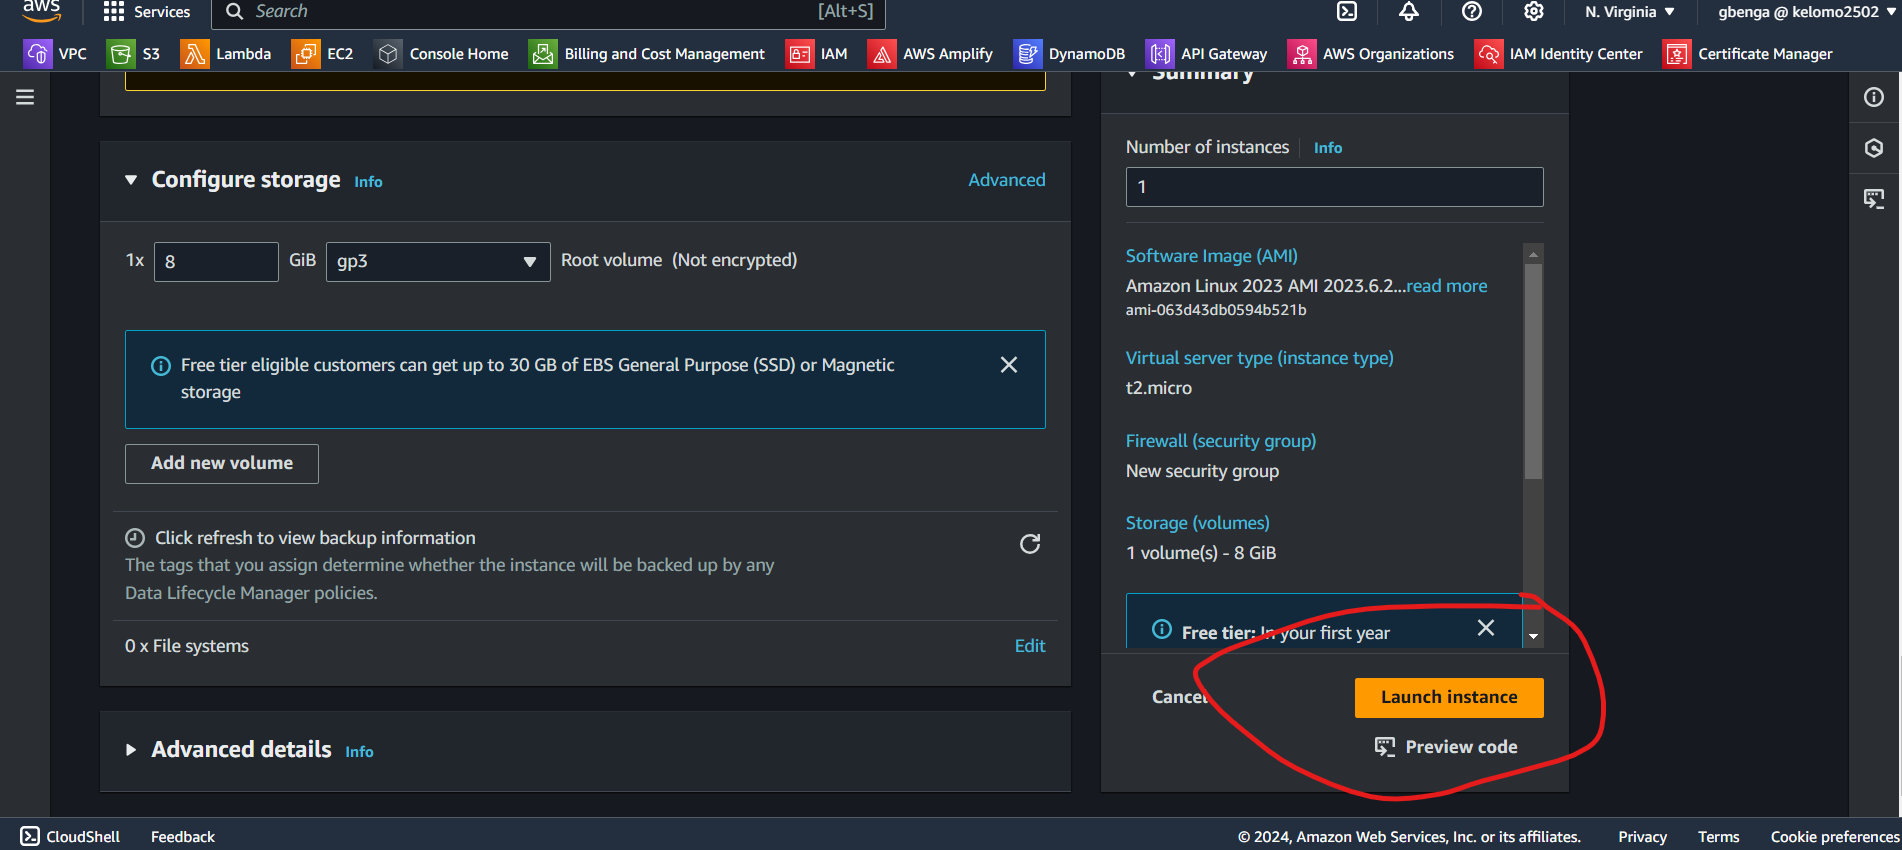 aws
Services
Search
[Alt+S]
N. Virginia
gbenga @ kelomo2502
VPC
S3
Lambda
EC2
Console Home
Billing and Cost Management
IAM
AWS Amplify
DynamoDB
API Gateway
AWS Organizations
IAM Identity Center
Certificate Manager
Configure storage Info
Advanced
1x 8 GiB gp3 Root volume (Not encrypted)
Free tier eligible customers can get up to 30 GB of EBS General Purpose (SSD) or Magnetic
storage
Add new volume
Click refresh to view backup information
The tags that you assign determine whether the instance will be backed up by any
Data Lifecycle Manager policies.
0 x File systems
Edit
Advanced details Info
Summary
Number of instances Info
1
Software Image (AMI)
Amazon Linux 2023 AMI 2023.6.2...read more
ami-063d43db0594b521b
Virtual server type (instance type)
t2.micro
Firewall (security group)
New security group
Storage (volumes)
1 volume(s) - 8 GiB
Free tier: In your first year
Cancel
Launch instance
Preview code
CloudShell
Feedback
© 2024, Amazon Web Services, Inc. or its affiliates.
Privacy
Terms
Cookie preferences